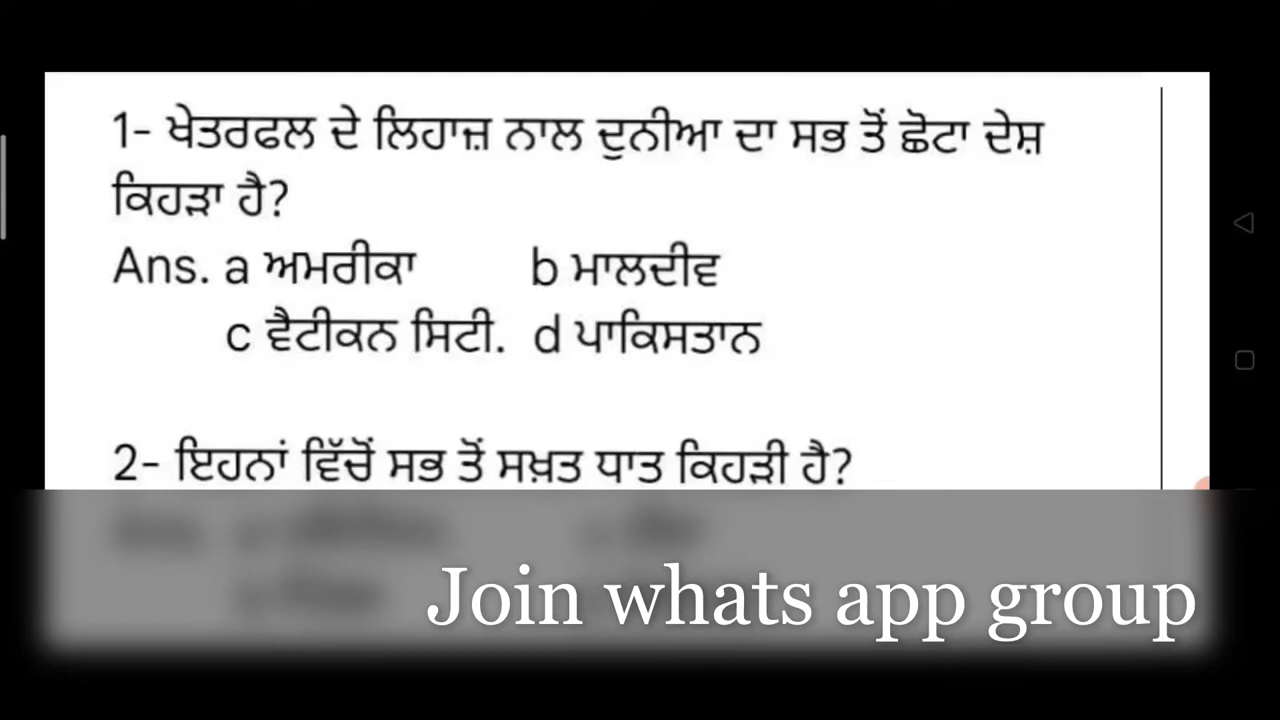 1- ਖੇਤਰਫਲ ਦੇ ਲਿਹਾਜ਼ ਨਾਲ ਦੁਨੀਆ ਦਾ ਸਭ ਤੋਂ ਛੋਟਾ ਦੇਸ਼
ਕਿਹੜਾ ਹੈ?
Ans. a ਅਮਰੀਕਾ b ਮਾਲਦੀਵ
c ਵੈਟੀਕਨ ਸਿਟੀ. d ਪਾਕਿਸਤਾਨ
2- ਇਹਨਾਂ ਵਿੱਚੋਂ ਸਭ ਤੋਂ ਸਖ਼ਤ ਧਾਤ ਕਿਹੜੀ ਹੈ?
Join whats app group